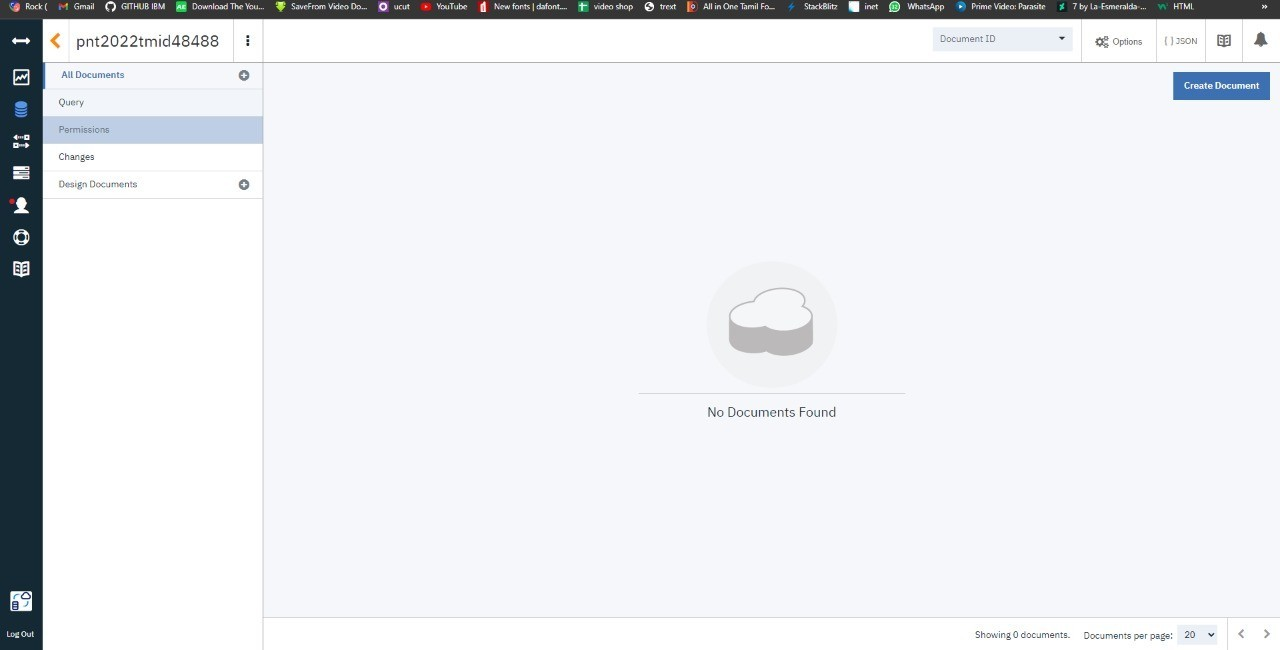 Rock (  Gmail  GITHUB IBM  Download The You...  SaveFrom Video Do...  ucut  YouTube  New fonts | dafont....  video shop  trext  All in One Tamil Fo...  StackBlitz  inet  WhatsApp  Prime Video: Parasite  7 by La-Esmeralda-...  HTML  »
pnt2022tmid48488  Document ID  Options  { } JSON
All Documents
Create Document
Query
Permissions
Changes
Design Documents
No Documents Found
Log Out  Showing 0 documents.  Documents per page:  20